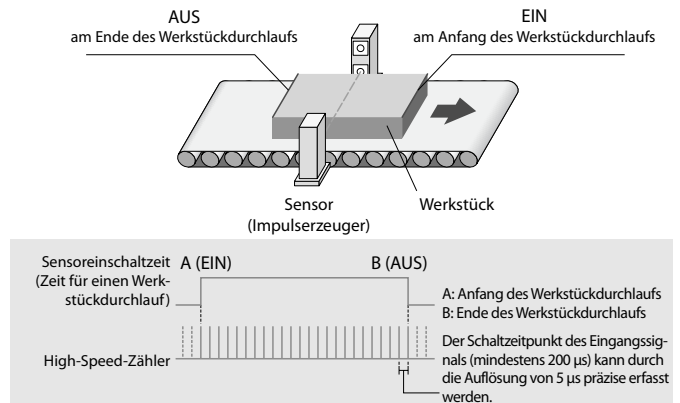 AUS
am Ende des Werkstückdurchlaufs
EIN
am Anfang des Werkstückdurchlaufs
Sensor
(Impulserzeuger)
Werkstück
Sensoreinschaltzeit
(Zeit für einen Werk-
stückdurchlauf)
A (EIN)
B (AUS)
A: Anfang des Werkstückdurchlaufs
B: Ende des Werkstückdurchlaufs
High-Speed-Zähler
Der Schaltzeitpunkt des Eingangssig-
nals (mindestens 200 µs) kann durch
die Auflösung von 5 µs präzise erfasst
werden.